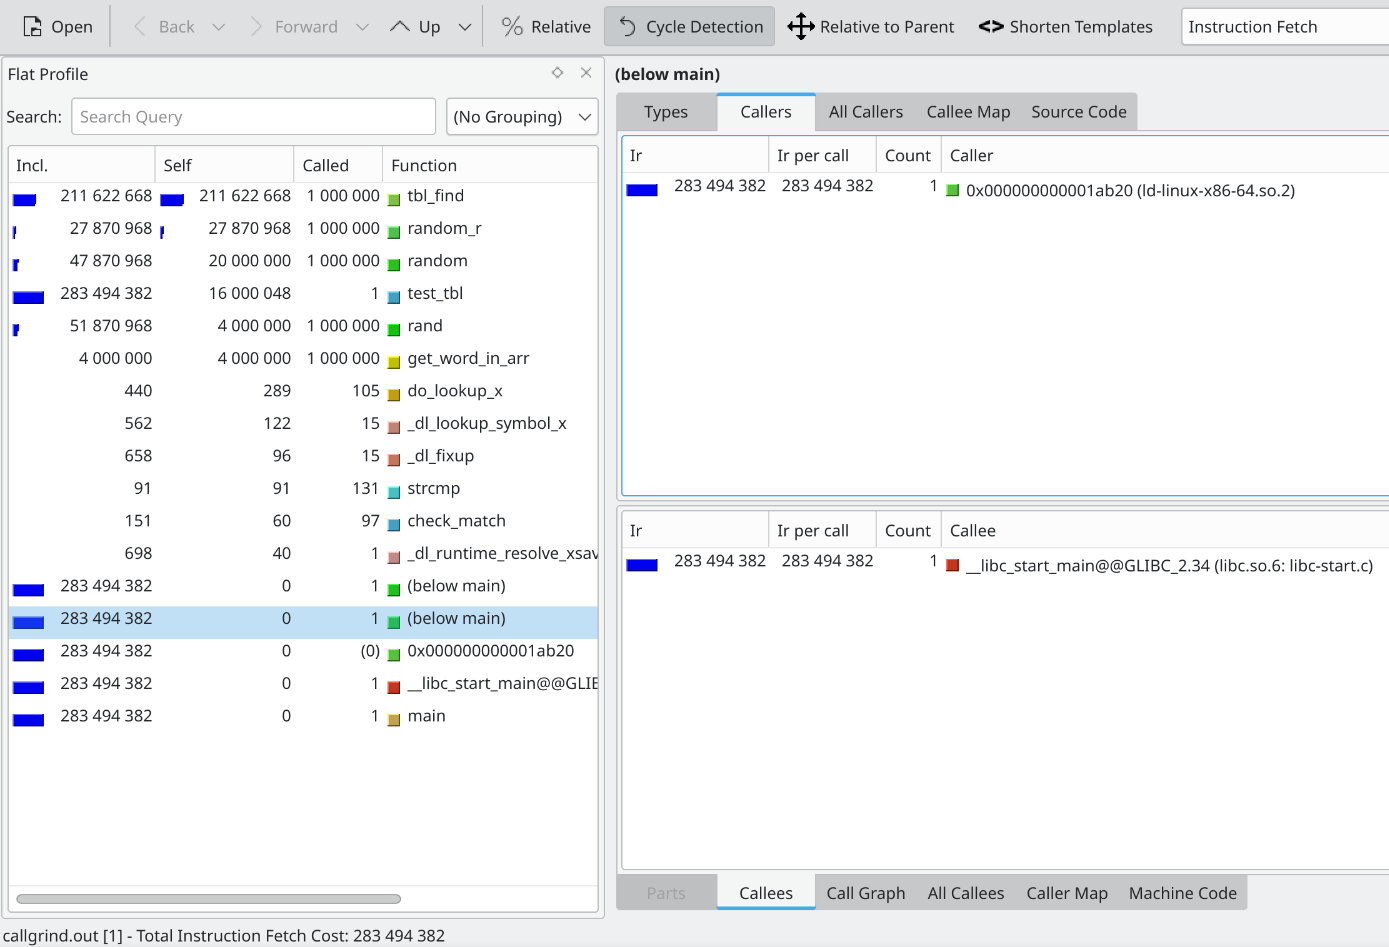 Open Back Forward Up Relative Cycle Detection Relative to Parent <> Shorten Templates Instruction Fetch
Flat Profile
Search: Search Query (No Grouping)
Incl. Self Called Function
211 622 668 211 622 668 1 000 000 tbl_find
27 870 968 27 870 968 1 000 000 random_r
47 870 968 20 000 000 1 000 000 random
283 494 382 16 000 048 1 test_tbl
51 870 968 4 000 000 1 000 000 rand
4 000 000 4 000 000 1 000 000 get_word_in_arr
440 289 105 do_lookup_x
562 122 15 _dl_lookup_symbol_x
658 96 15 _dl_fixup
91 91 131 strcmp
151 60 97 check_match
698 40 1 _dl_runtime_resolve_xsav
283 494 382 0 1 (below main)
283 494 382 0 1 (below main)
283 494 382 0 (0) 0x000000000001ab20
283 494 382 0 1 __libc_start_main@@GLIB
283 494 382 0 1 main
(below main)
Types Callers All Callers Callee Map Source Code
Ir Ir per call Count Caller
283 494 382 283 494 382 1 0x000000000001ab20 (ld-linux-x86-64.so.2)
Ir Ir per call Count Callee
283 494 382 283 494 382 1 __libc_start_main@@GLIBC_2.34 (libc.so.6: libc-start.c)
Parts Callees Call Graph All Callees Caller Map Machine Code
callgrind.out [1] - Total Instruction Fetch Cost: 283 494 382